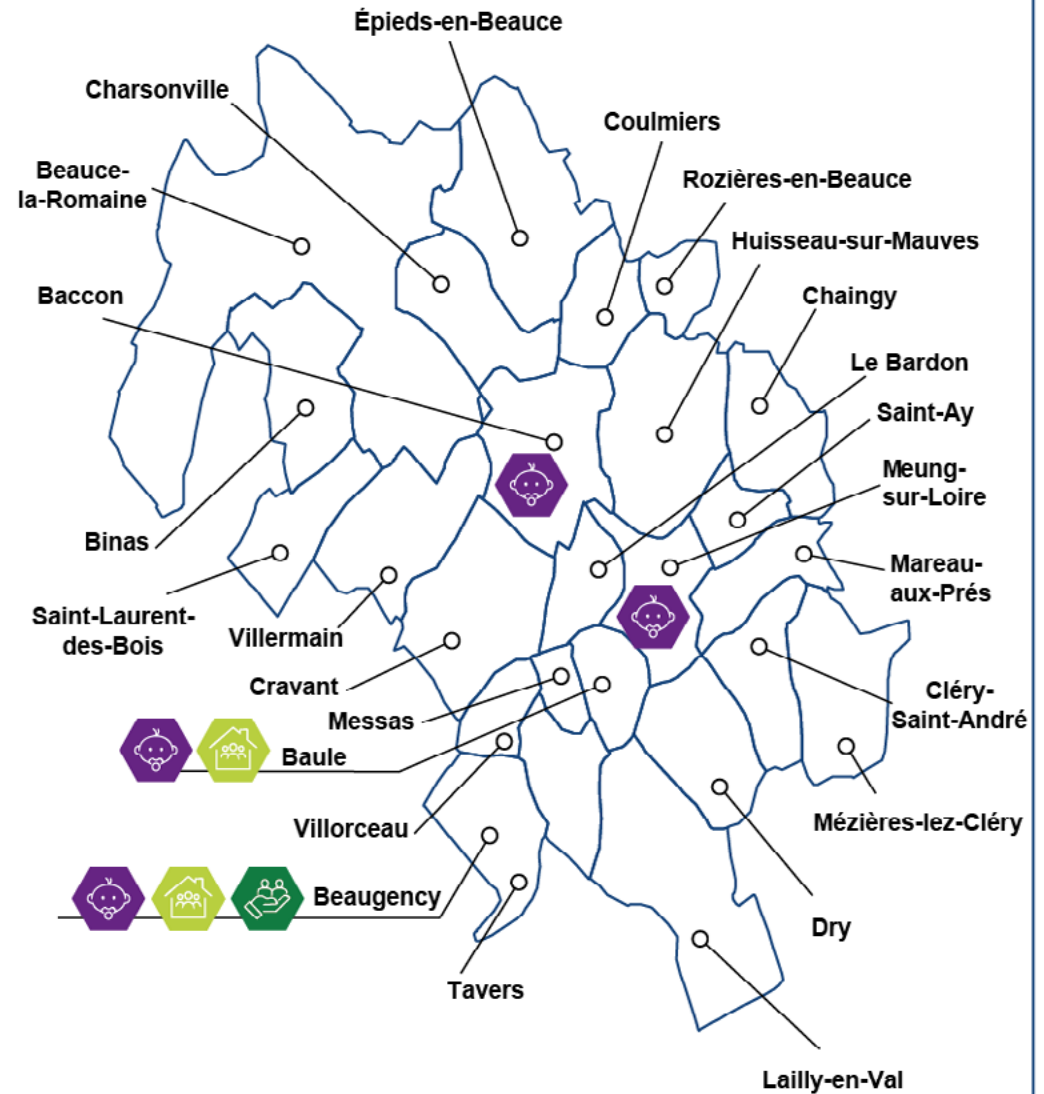 Épieds-en-Beauce
Charsonville
Coulmiers
Beauce-
la-Romaine
Rozières-en-Beauce
Huisseau-sur-Mauves
Baccon
Chaingy
Le Bardon
Saint-Ay
Meung-
sur-Loire
Binas
Mareau-
aux-Prés
Saint-Laurent-
des-Bois
Villermain
Cravant
Cléry-
Saint-André
Messas
Baule
Villorceau
Mézières-lez-Cléry
Beaugency
Dry
Tavers
Lailly-en-Val